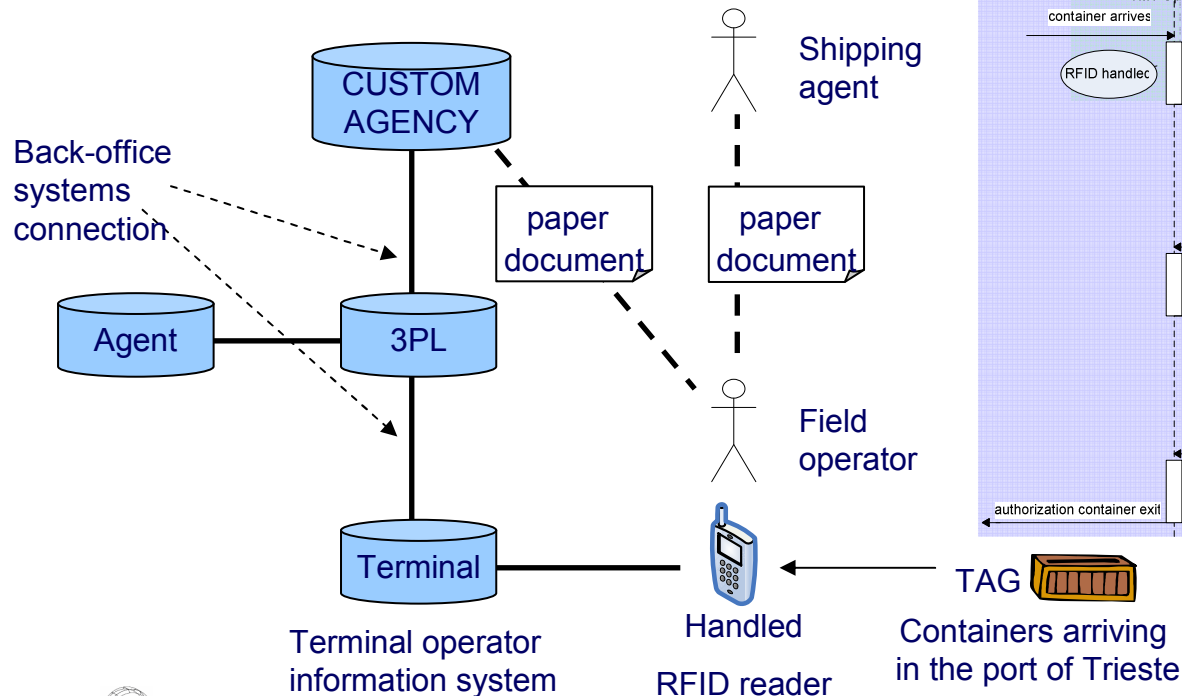 container arrives
RFID handlec
Shipping
agent
CUSTOM
AGENCY
Back-office
systems
connection
paper
document
paper
document
Agent
3PL
Field
operator
authorization container exit
Terminal
TAG
Handled
RFID reader
Containers arriving
in the port of Trieste
Terminal operator
information system